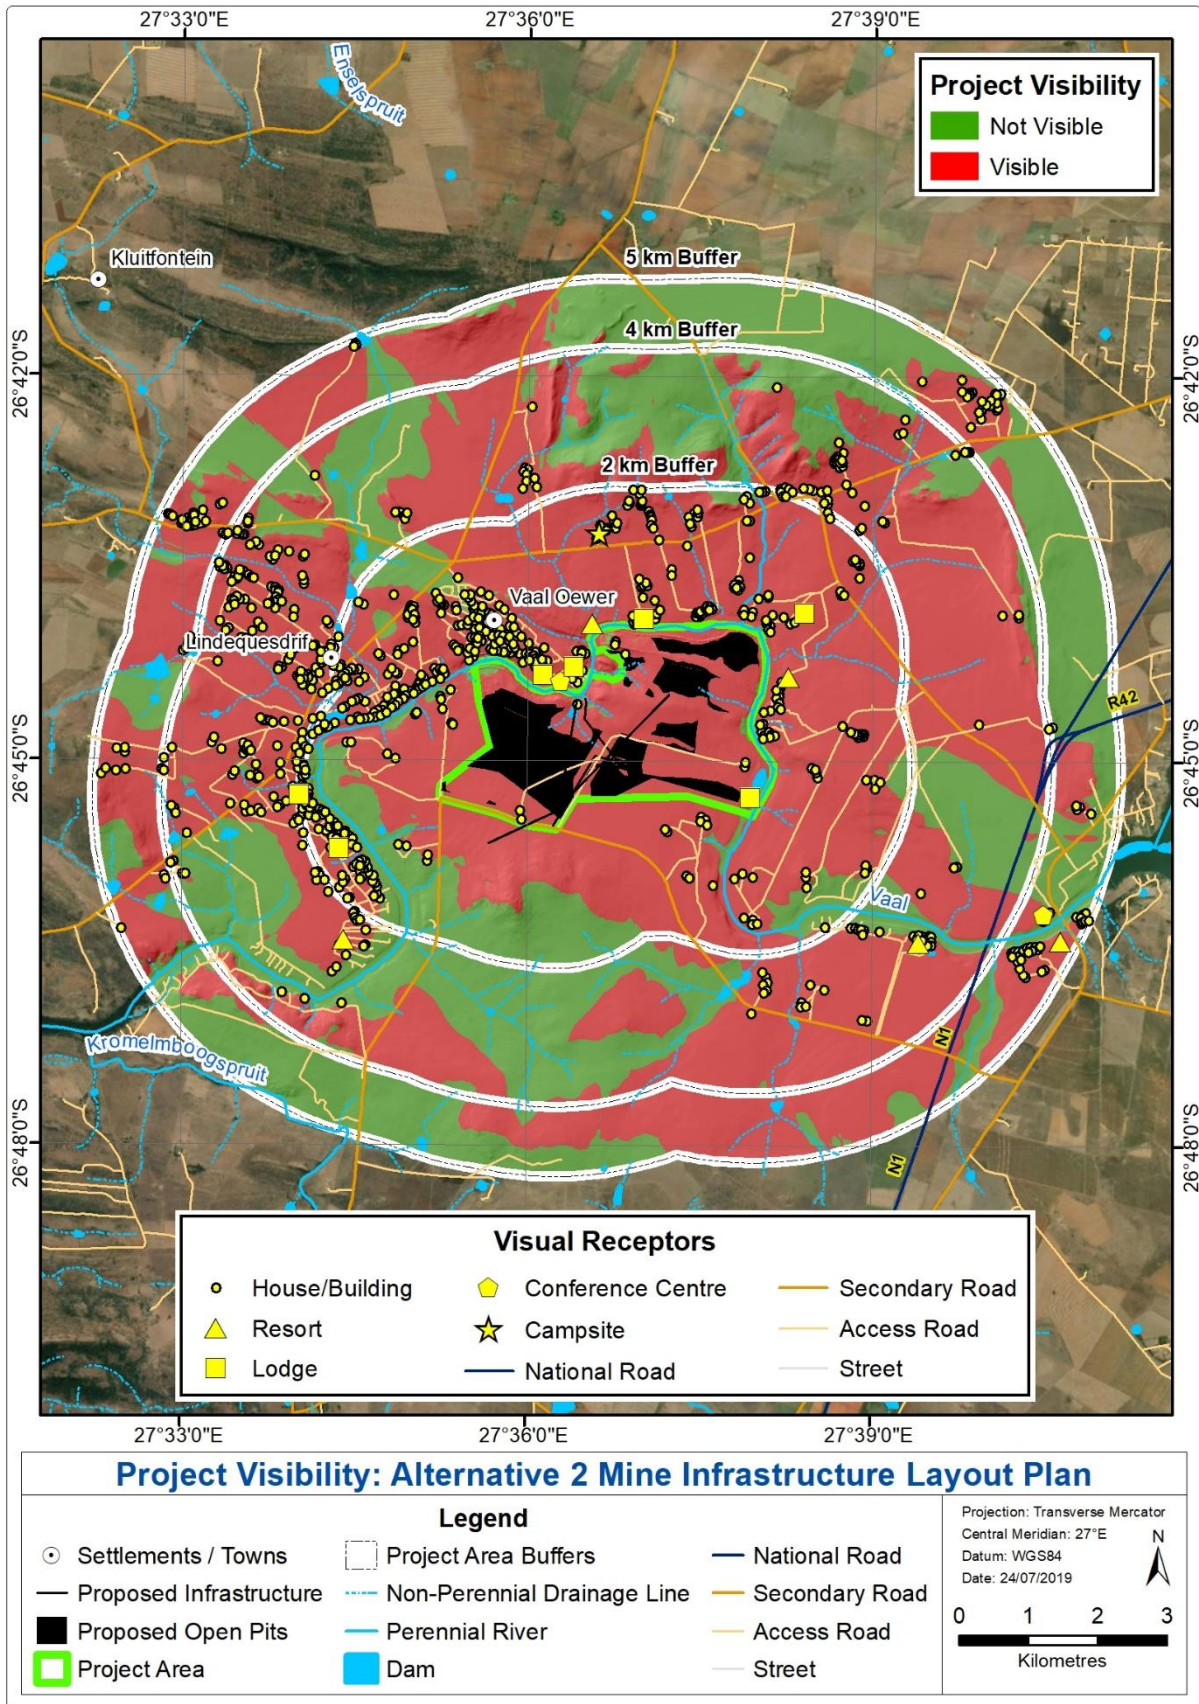 27°33'0"E
27°36'0"E
27°39'0"E
Enselspruit
Project Visibility
Not Visible
Visible
Kluitfontein
5 km Buffer
4 km Buffer
26°42'0"S
26°42'0"S
2 km Buffer
Vaal Oewer
Lindequesdrif
R42
26°45'0"S
26°45'0"S
Vaal
N1
Kromelmboogspruit
26°48'0"S
26°48'0"S
N1
Visual Receptors
House/Building
Conference Centre
Secondary Road
Resort
Campsite
Access Road
Lodge
National Road
Street
27°33'0"E
27°36'0"E
27°39'0"E
Project Visibility: Alternative 2 Mine Infrastructure Layout Plan
Legend
Settlements / Towns
Project Area Buffers
National Road
Proposed Infrastructure
Non-Perennial Drainage Line
Secondary Road
Proposed Open Pits
Perennial River
Access Road
Project Area
Dam
Street
Projection: Transverse Mercator
Central Meridian: 27°E
Datum: WGS84
Date: 24/07/2019
N
0 1 2 3
Kilometres